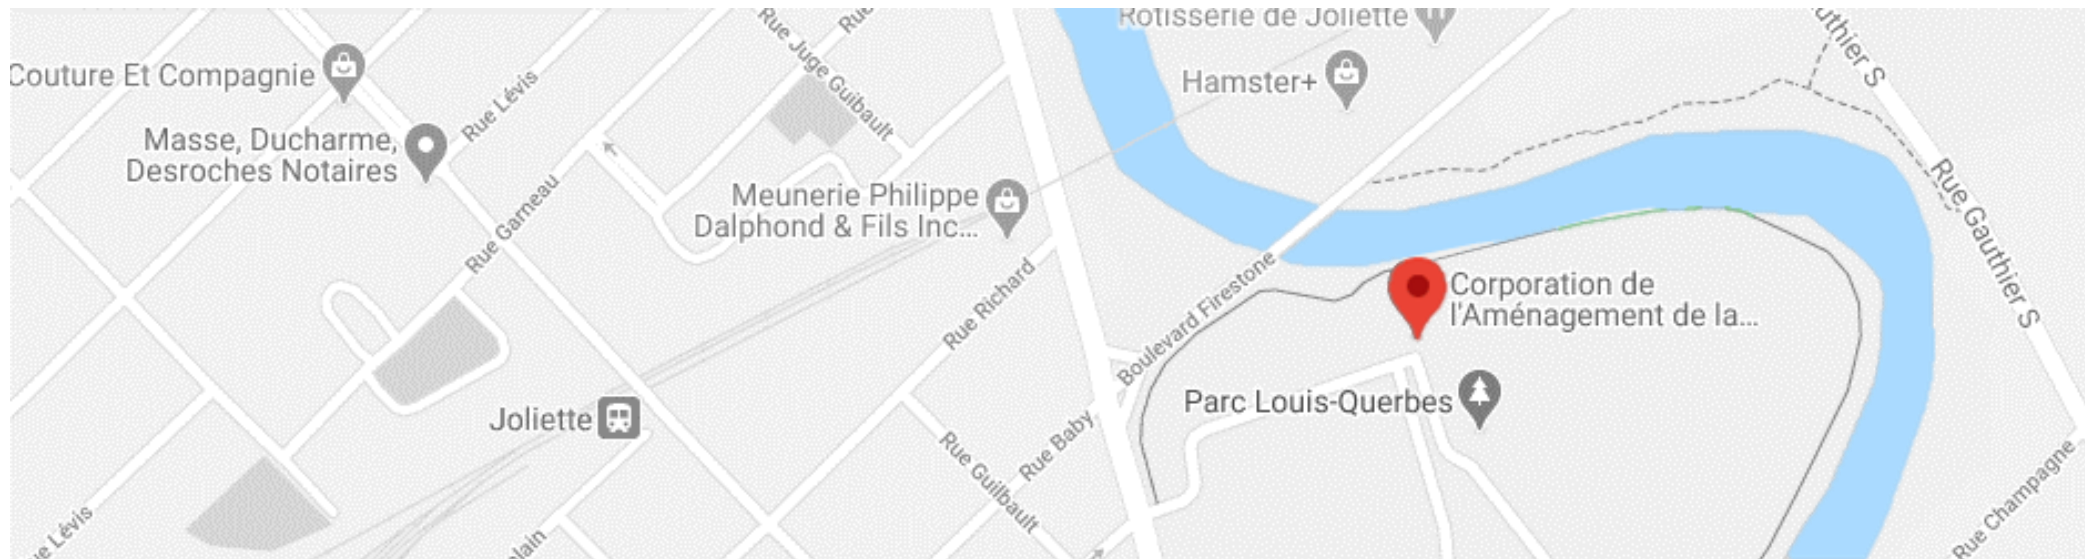 Rotisserie de Joliette
Rue Juge Guibault
Rue
Couture Et Compagnie
Hamster+
Rue Lévis
Masse, Ducharme,
Desroches Notaires
Meunerie Philippe
Dalphond & Fils Inc...
Rue Garneau
Rue Gauthier S
Rue Richard
Boulevard Firestone
Corporation de
l'Aménagement de la...
Parc Louis-Querbes
Joliette
Rue Baby
Rue Guilbault
Rue Champagne